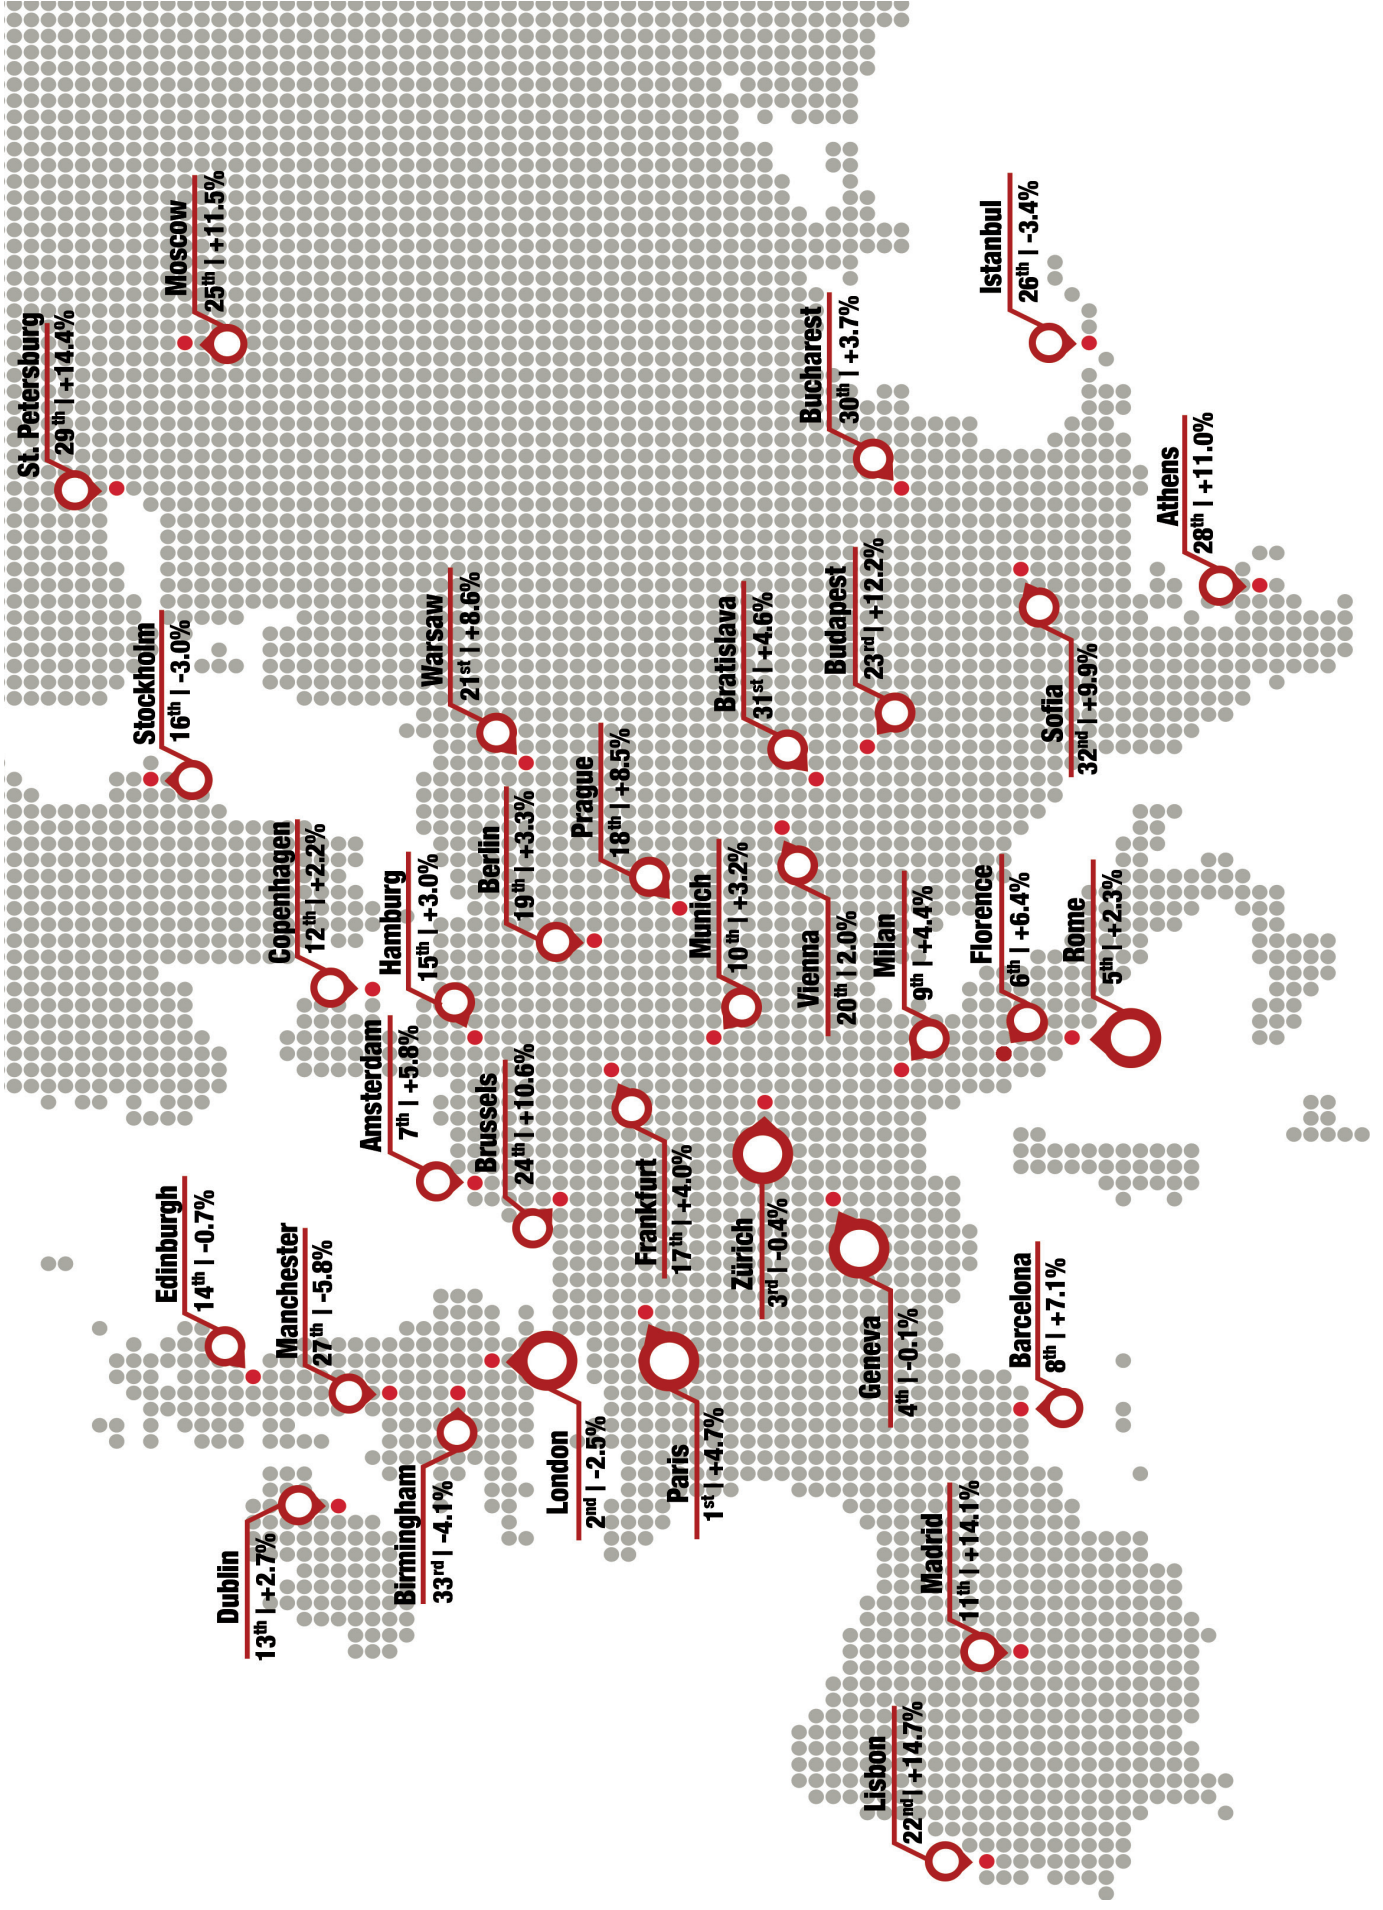 St. Petersburg
29th | +14.4%
Moscow
25th | +11.5%
Stockholm
16th | -3.0%
Copenhagen
12th | +2.2%
Edinburgh
14th | -0.7%
Dublin
13th | +2.7%
Manchester
27th | -5.8%
Hamburg
15th | +3.0%
Amsterdam
7th | +5.8%
Birmingham
33rd | -4.1%
Warsaw
21st | +8.6%
Berlin
19th | +3.3%
Brussels
24th | +10.6%
London
2nd | -2.5%
Prague
18th | +8.5%
Frankfurt
17th | +4.0%
Paris
1st | +4.7%
Bratislava
31st | +4.6%
Munich
10th | +3.2%
Zürich
3rd | -0.4%
Bucharest
30th | +3.7%
Budapest
23rd | +12.2%
Vienna
20th | 2.0%
Milan
9th | +4.4%
Geneva
4th | -0.1%
Istanbul
26th | -3.4%
Sofia
32nd | +9.9%
Florence
6th | +6.4%
Rome
5th | +2.3%
Barcelona
8th | +7.1%
Madrid
11th | +14.1%
Lisbon
22nd | +14.7%
Athens
28th | +11.0%